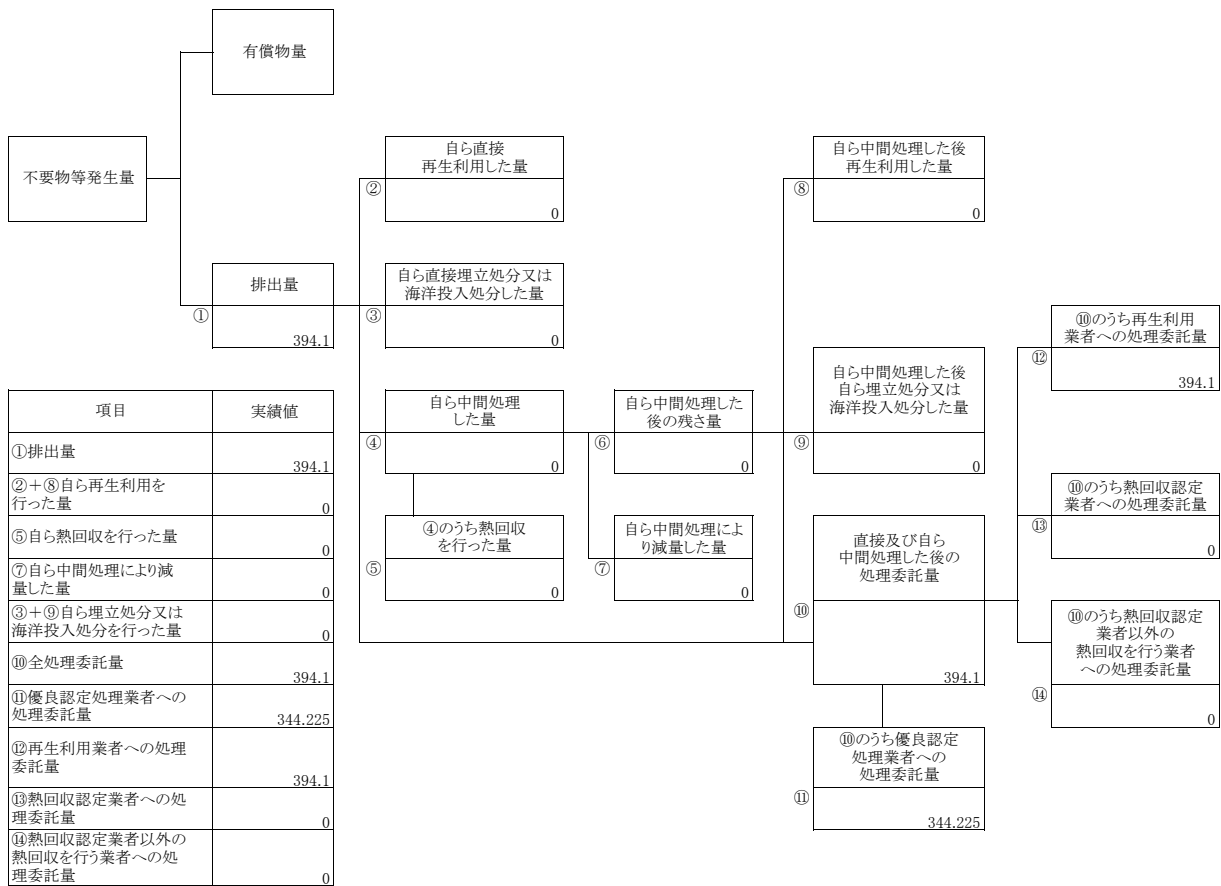 有償物量
不要物等発生量
排出量
①
394.1
自ら直接
再生利用した量
②
0
自ら直接埋立処分又は
海洋投入処分した量
③
0
自ら中間処理
した量
④
0
④のうち熱回収
を行った量
⑤
0
自ら中間処理した
後の残さ量
⑥
0
自ら中間処理によ
り減量した量
⑦
0
自ら中間処理した後
再生利用した量
⑧
0
自ら中間処理した後
自ら埋立処分又は
海洋投入処分した量
⑨
0
直接及び自ら
中間処理した後の
処理委託量
⑩
394.1
⑩のうち優良認定
処理業者への
処理委託量
⑪
344.225
⑩のうち再生利用
業者への処理委託量
⑫
394.1
⑩のうち熱回収認定
業者への処理委託量
⑬
0
⑩のうち熱回収認定
業者以外の
熱回収を行う業者
への処理委託量
⑭
0
項目 実績値
①排出量
394.1
②+⑧自ら再生利用を
行った量
0
⑤自ら熱回収を行った量
0
⑦自ら中間処理により減
量した量
0
③+⑨自ら埋立処分又は
海洋投入処分を行った量
0
⑩全処理委託量
394.1
⑪優良認定処理業者への
処理委託量
344.225
⑫再生利用業者への処理
委託量
394.1
⑬熱回収認定業者への処
理委託量
0
⑭熱回収認定業者以外の
熱回収を行う業者への処
理委託量
0